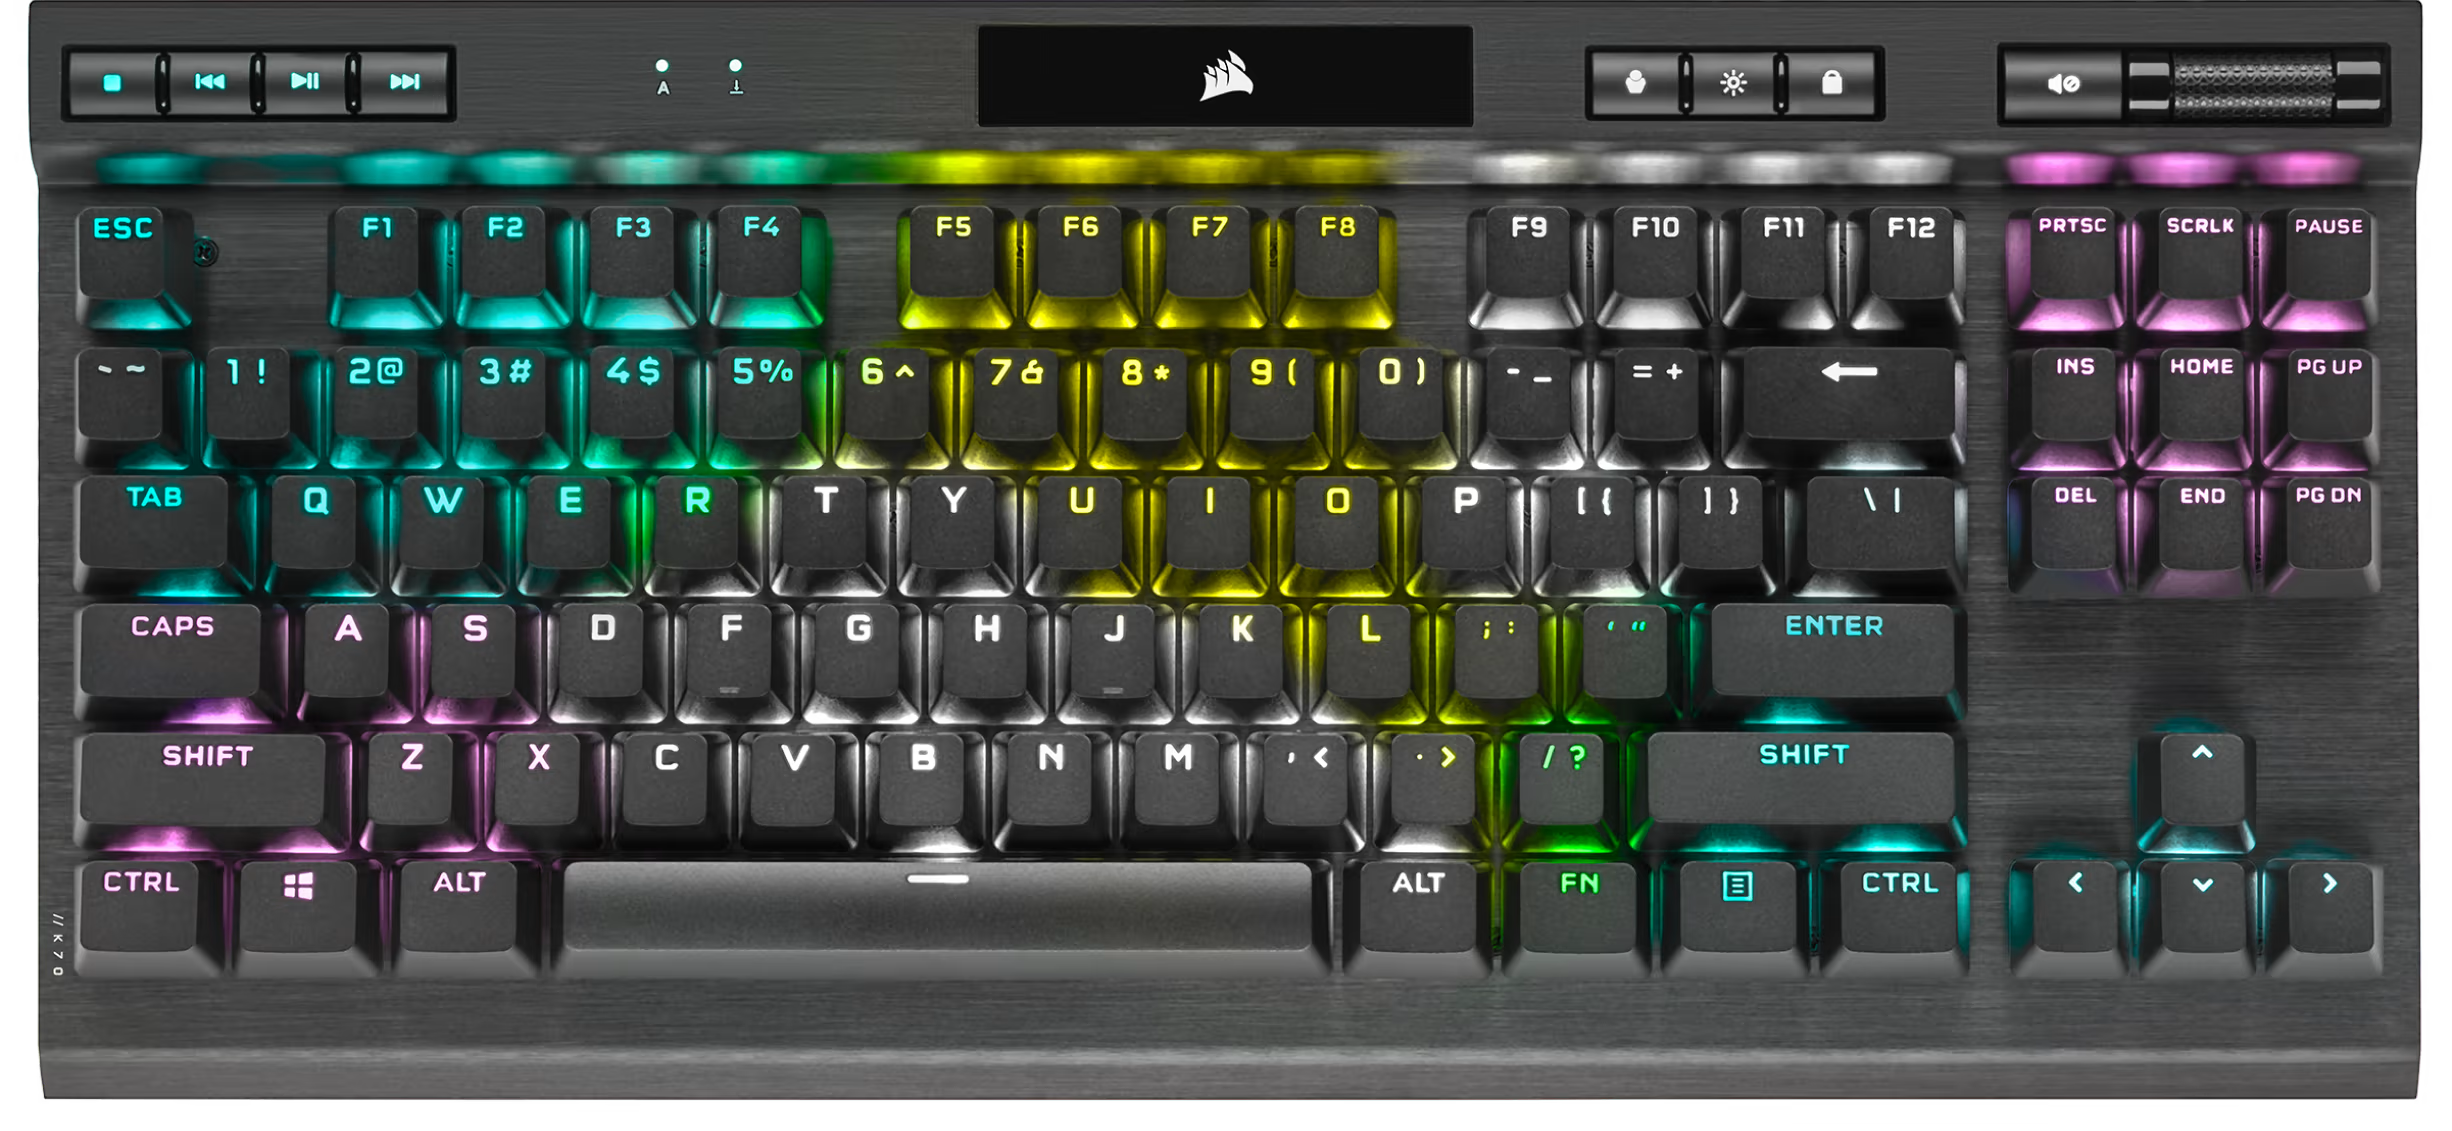 A
ESC F1 F2 F3 F4 F5 F6 F7 F8 F9 F10 F11 F12 PRTSC SCRLK PAUSE
` ~ 1 ! 2 @ 3 # 4 $ 5 % 6 ^ 7 & 8 * 9 ( 0 ) - _ = + INS HOME PG UP
TAB Q W E R T Y U I O P [ { ] } \ | DEL END PG DN
CAPS A S D F G H J K L ; : ' " ENTER
SHIFT Z X C V B N M , < . > / ? SHIFT
CTRL ALT ALT FN CTRL
// K70